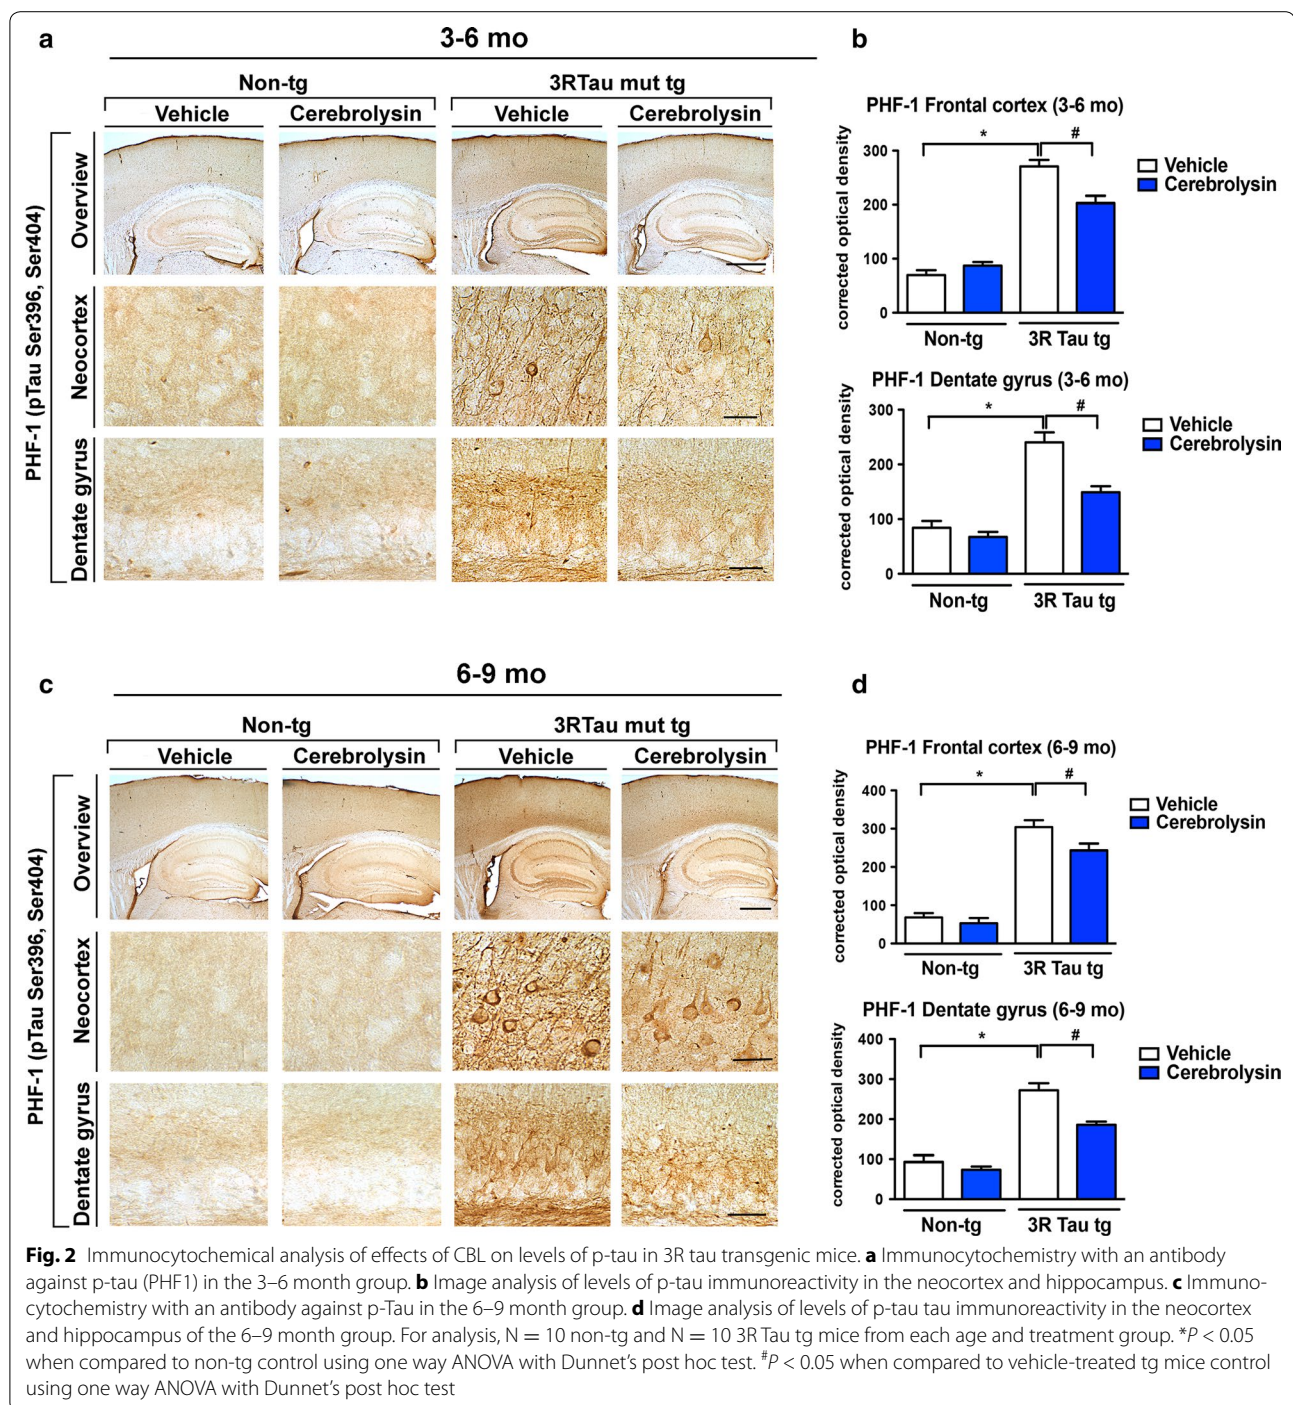 a
3-6 mo
Non-tg
3RTau mut tg
Vehicle
Cerebrolysin
Vehicle
Cerebrolysin
PHF-1 (pTau Ser396, Ser404)
Overview
Neocortex
Dentate gyrus
b
PHF-1 Frontal cortex (3-6 mo)
corrected optical density
300
200
100
0
*
#
Vehicle
Cerebrolysin
Non-tg
3R Tau tg
PHF-1 Dentate gyrus (3-6 mo)
corrected optical density
300
200
100
0
*
#
Vehicle
Cerebrolysin
Non-tg
3R Tau tg
c
6-9 mo
Non-tg
3RTau mut tg
Vehicle
Cerebrolysin
Vehicle
Cerebrolysin
PHF-1 (pTau Ser396, Ser404)
Overview
Neocortex
Dentate gyrus
d
PHF-1 Frontal cortex (6-9 mo)
corrected optical density
400
300
200
100
0
*
#
Vehicle
Cerebrolysin
Non-tg
3R Tau tg
PHF-1 Dentate gyrus (6-9 mo)
corrected optical density
400
300
200
100
0
*
#
Vehicle
Cerebrolysin
Non-tg
3R Tau tg
Fig. 2 Immunocytochemical analysis of effects of CBL on levels of p-tau in 3R tau transgenic mice. a Immunocytochemistry with an antibody
against p-tau (PHF1) in the 3–6 month group. b Image analysis of levels of p-tau immunoreactivity in the neocortex and hippocampus. c Immuno-
cytochemistry with an antibody against p-Tau in the 6–9 month group. d Image analysis of levels of p-tau tau immunoreactivity in the neocortex
and hippocampus of the 6–9 month group. For analysis, N = 10 non-tg and N = 10 3R Tau tg mice from each age and treatment group. *P < 0.05
when compared to non-tg control using one way ANOVA with Dunnet's post hoc test. #P < 0.05 when compared to vehicle-treated tg mice control
using one way ANOVA with Dunnet's post hoc test